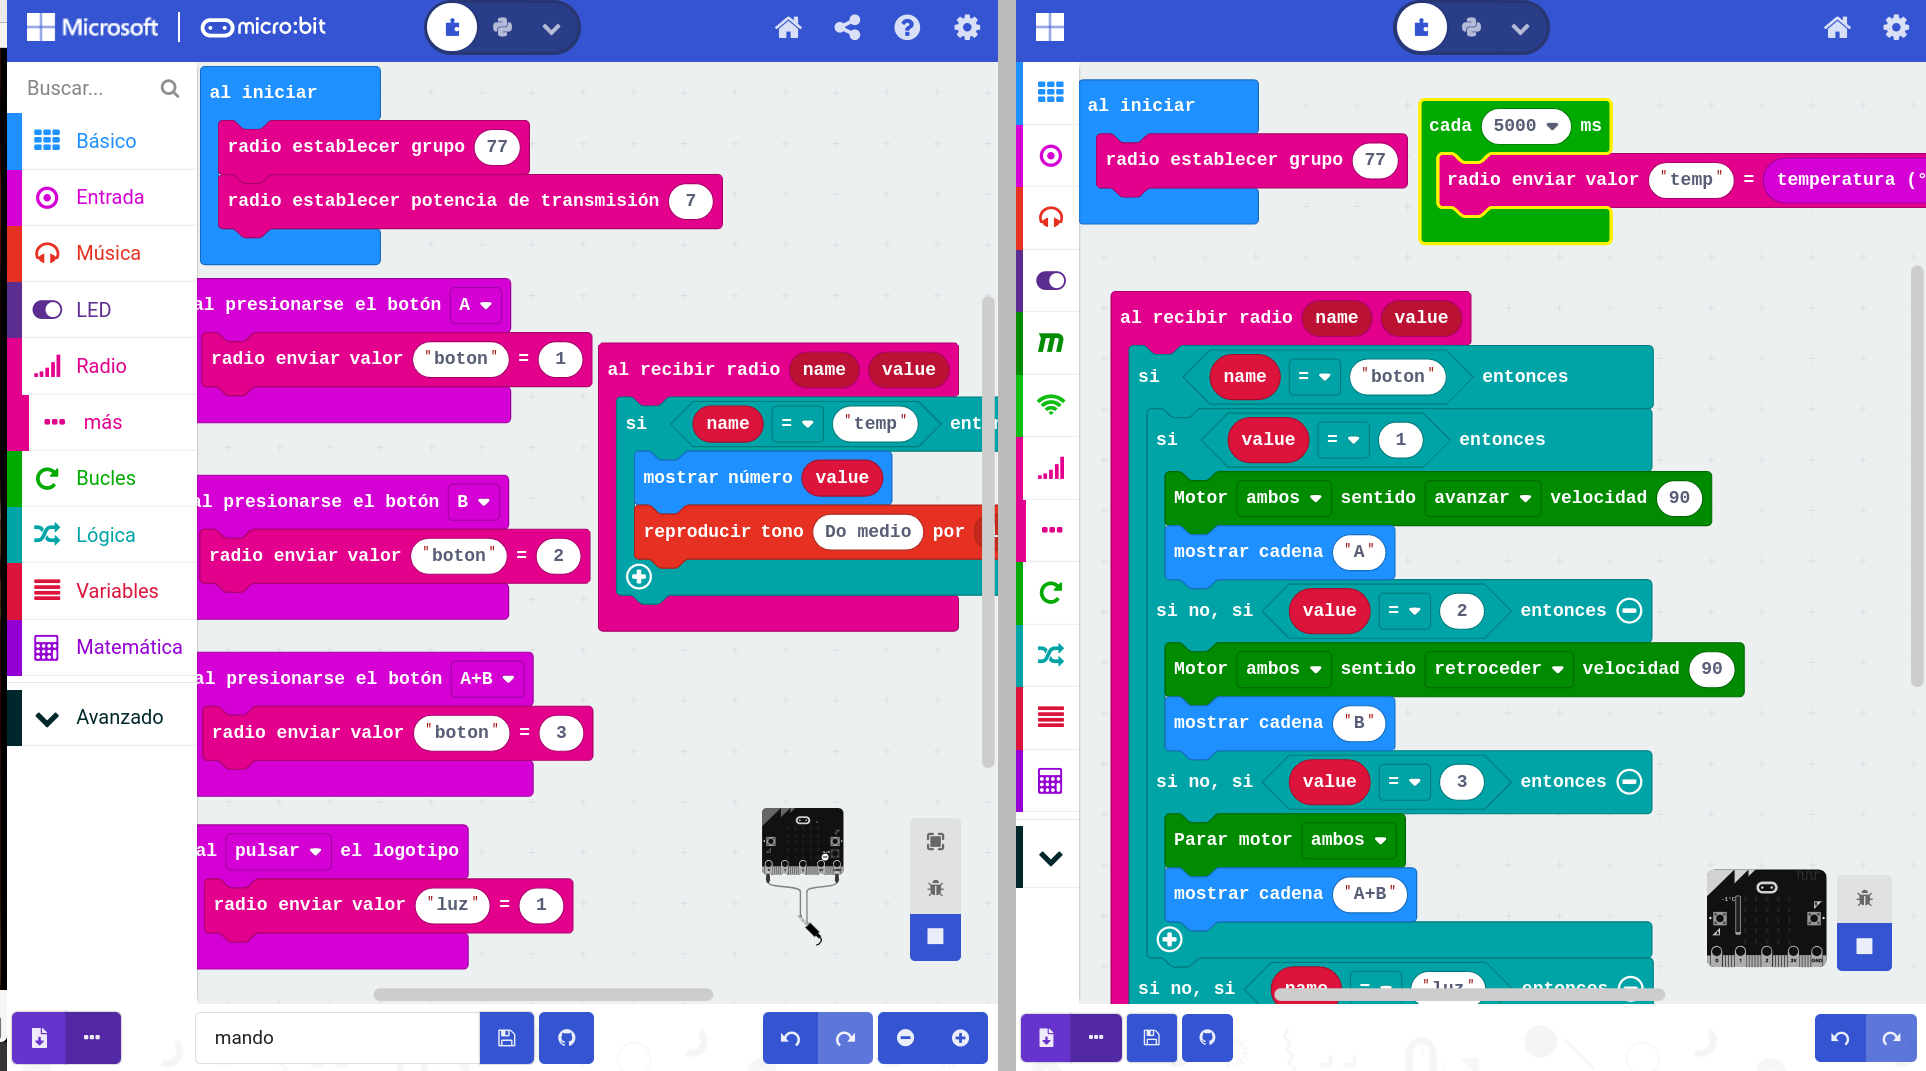 Microsoft micro:bit
Buscar...
Básico
Entrada
Música
LED
Radio
más
Bucles
Lógica
Variables
Matemática
Avanzado
al iniciar
radio establecer grupo 77
radio establecer potencia de transmisión 7
al presionarse el botón A
radio enviar valor "boton" = 1
al presionarse el botón B
radio enviar valor "boton" = 2
al presionarse el botón A+B
radio enviar valor "boton" = 3
al pulsar el logotipo
radio enviar valor "luz" = 1
al recibir radio name value
si name = "temp"
mostrar número value
reproducir tono Do medio por
mando
al iniciar
radio establecer grupo 77
cada 5000 ms
radio enviar valor "temp" = temperatura (°
al recibir radio name value
si name = "boton" entonces
si value = 1 entonces
Motor ambos sentido avanzar velocidad 90
mostrar cadena "A"
si no, si value = 2 entonces
Motor ambos sentido retroceder velocidad 90
mostrar cadena "B"
si no, si value = 3 entonces
Parar motor ambos
mostrar cadena "A+B"
si no, si name = "luz" entonces